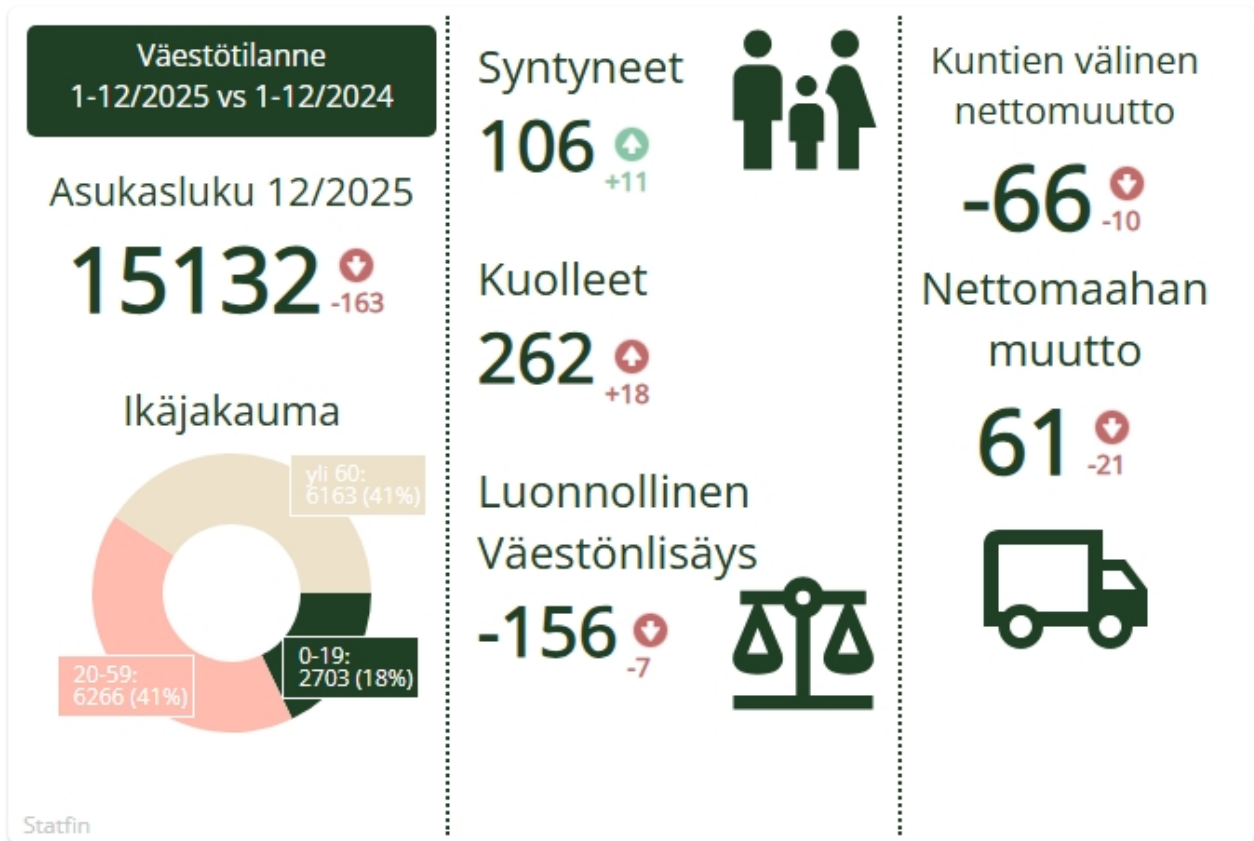 Väestötilanne
1-12/2025 vs 1-12/2024
Asukasluku 12/2025
15132
-163
Ikäjakauma
yli 60:
6163 (41%)
20-59:
6266 (41%)
0-19:
2703 (18%)
Statfin
Syntyneet
106
+11
Kuolleet
262
+18
Luonnollinen
Väestönlisäys
-156
-7
Kuntien välinen
nettomuutto
-66
-10
Nettomaahan
muutto
61
-21